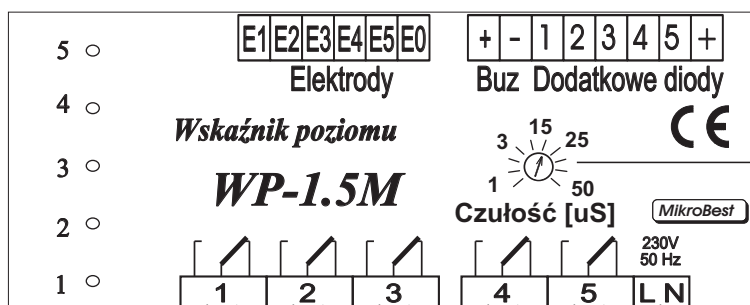 E1 E2 E3 E4 E5 E0
Elektrody
+ - 1 2 3 4 5 +
Buz Dodatkowe diody
5
4
3
2
1
Wskaźnik poziomu
WP-1.5M
CE
1 3 15 25 50
Czułość [uS]
MikroBest
230V
50 Hz
1 2 3 4 5 L N